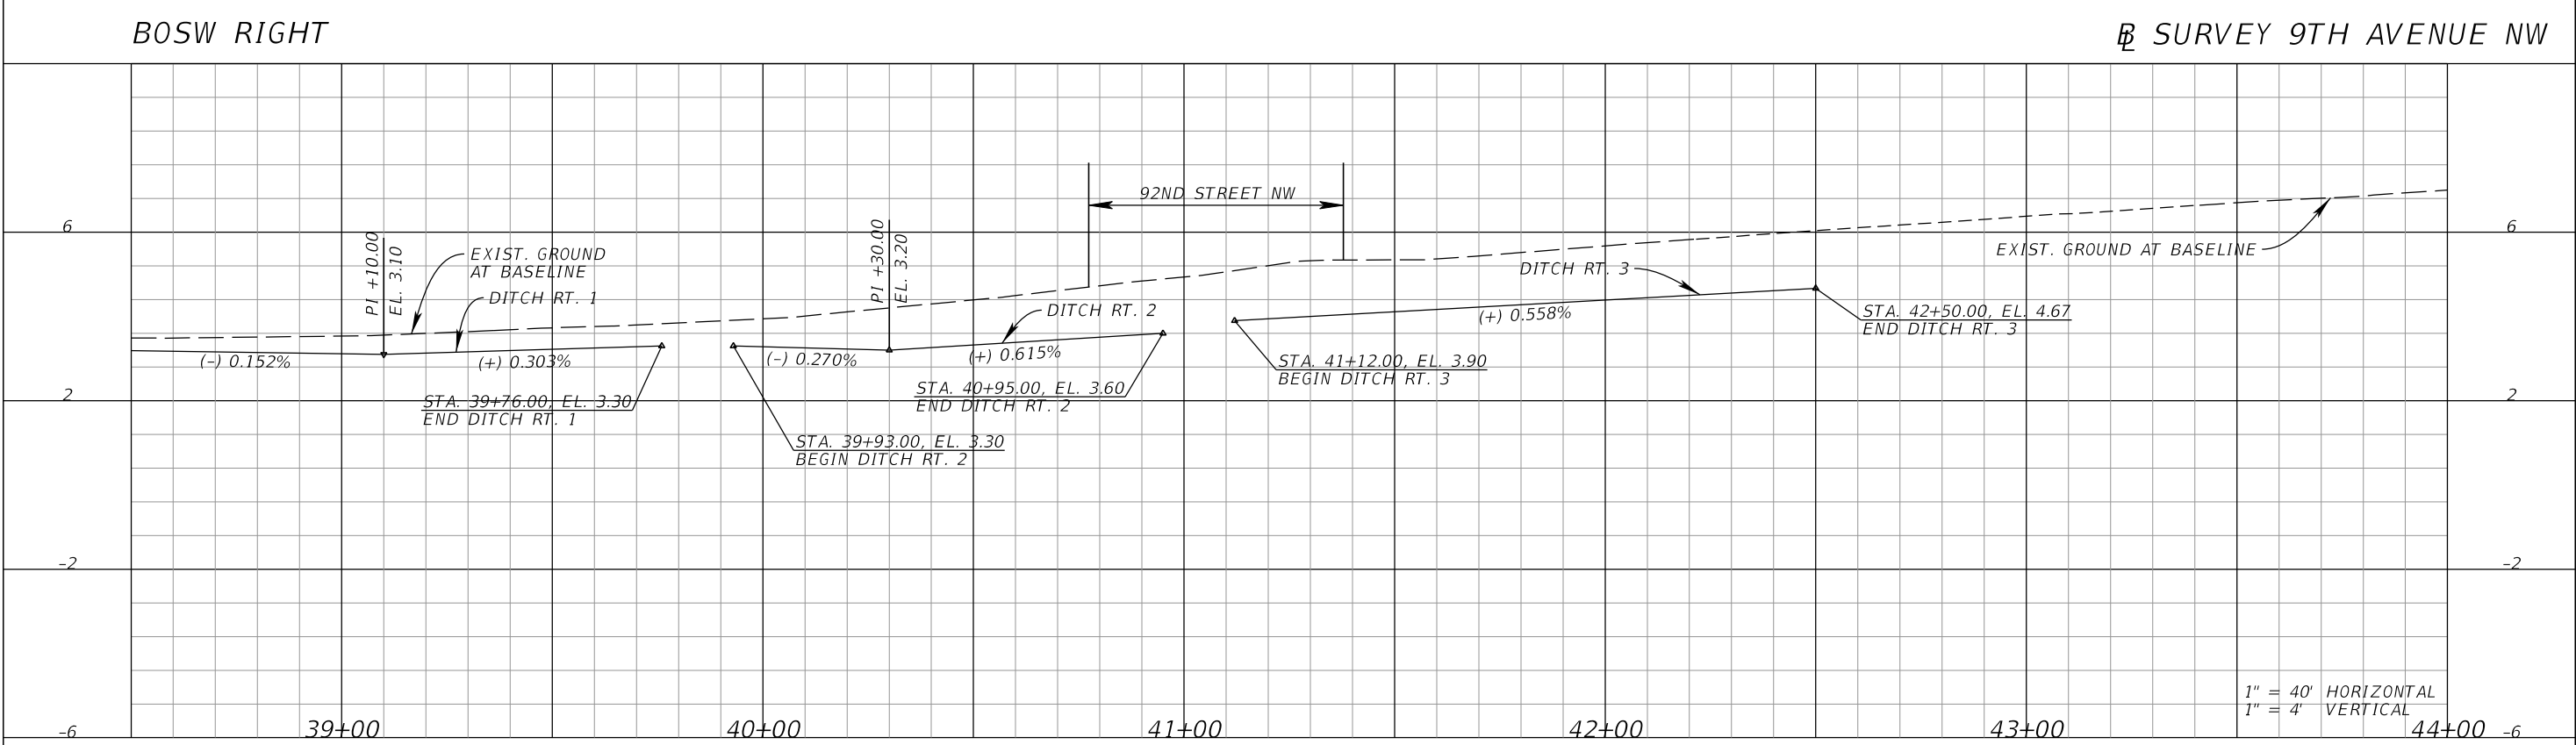 BOSW RIGHT
BL SURVEY 9TH AVENUE NW
92ND STREET NW
6
6
PI +10.00
EL. 3.10
EXIST. GROUND
AT BASELINE
DITCH RT. 1
PI +30.00
EL. 3.20
DITCH RT. 2
DITCH RT. 3
EXIST. GROUND AT BASELINE
(-) 0.152%
(+) 0.303%
(-) 0.270%
(+) 0.615%
(+) 0.558%
STA. 42+50.00, EL. 4.67
END DITCH RT. 3
STA. 41+12.00, EL. 3.90
BEGIN DITCH RT. 3
STA. 40+95.00, EL. 3.60
END DITCH RT. 2
STA. 39+76.00, EL. 3.30
END DITCH RT. 1
2
2
STA. 39+93.00, EL. 3.30
BEGIN DITCH RT. 2
-2
-2
1" = 40' HORIZONTAL
1" = 4' VERTICAL
-6
39+00
40+00
41+00
42+00
43+00
44+00
-6